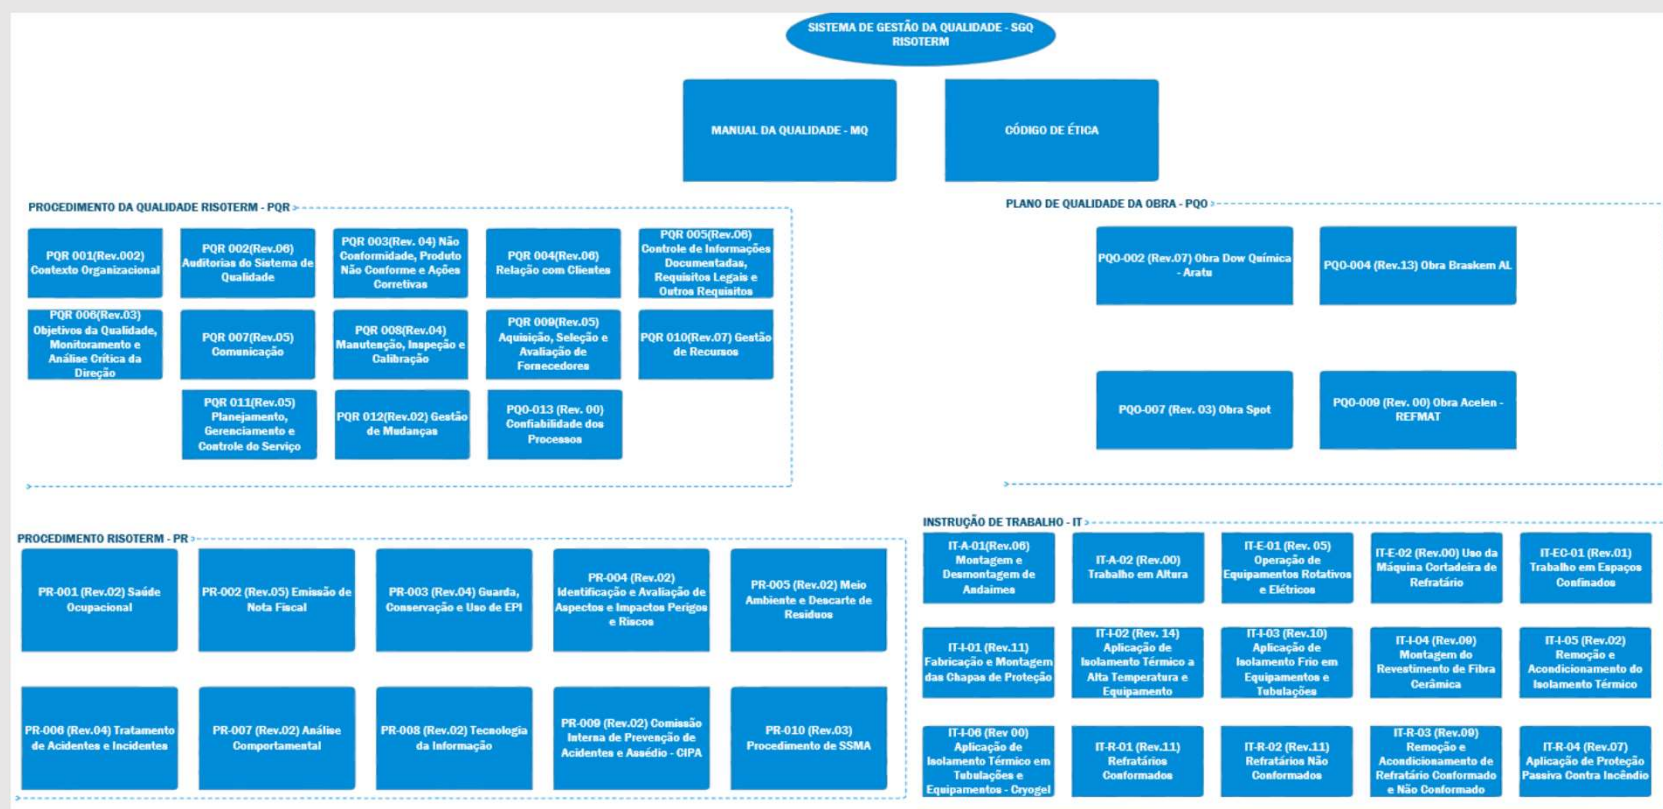 SISTEMA DE GESTÃO DA QUALIDADE - SGQ
RISOTERM
MANUAL DA QUALIDADE - MQ
CÓDIGO DE ÉTICA
PROCEDIMENTO DA QUALIDADE RISOTERM - PQR
PQR 001(Rev.002)
Contexto Organizacional
PQR 002(Rev.06)
Auditorias do Sistema de
Qualidade
PQR 003(Rev. 04) Não
Conformidade, Produto
Não Conforme e Ações
Corretivas
PQR 004(Rev.06)
Relação com Clientes
PQR 005(Rev.06)
Controle de Informações
Documentadas,
Requisitos Legais e
Outros Requisitos
PQR 006(Rev.03)
Objetivos da Qualidade,
Monitoramento e
Análise Crítica da
Direção
PQR 007(Rev.05)
Comunicação
PQR 008(Rev.04)
Manutenção, Inspeção e
Calibração
PQR 009(Rev.05)
Aquisição, Seleção e
Avaliação de
Fornecedores
PQR 010(Rev.07) Gestão
de Recursos
PQR 011(Rev.05)
Planejamento,
Gerenciamento e
Controle do Serviço
PQR 012(Rev.02) Gestão
de Mudanças
PQO-013 (Rev. 00)
Confiabilidade dos
Processos
PLANO DE QUALIDADE DA OBRA - PQO
PQO-002 (Rev.07) Obra Dow Química
- Aratu
PQO-004 (Rev.13) Obra Braskem AL
PQO-007 (Rev. 03) Obra Spot
PQO-009 (Rev. 00) Obra Acelen -
REFMAT
PROCEDIMENTO RISOTERM - PR
PR-001 (Rev.02) Saúde
Ocupacional
PR-002 (Rev.05) Emissão de
Nota Fiscal
PR-003 (Rev.04) Guarda,
Conservação e Uso de EPI
PR-004 (Rev.02)
Identificação e Avaliação de
Aspectos e Impactos Perigos
e Riscos
PR-005 (Rev.02) Meio
Ambiente e Descarte de
Residuos
PR-006 (Rev.04) Tratamento
de Acidentes e Incidentes
PR-007 (Rev.02) Análise
Comportamental
PR-008 (Rev.02) Tecnologia
da Informação
PR-009 (Rev.02) Comissão
Interna de Prevenção de
Acidentes e Assédio - CIPA
PR-010 (Rev.03)
Procedimento de SSMA
INSTRUÇÃO DE TRABALHO - IT
IT-A-01(Rev.06)
Montagem e
Desmontagem de
Andaimes
IT-A-02 (Rev.00)
Trabalho em Altura
IT-E-01 (Rev. 05)
Operação de
Equipamentos Rotativos
e Elétricos
IT-E-02 (Rev.00) Uso da
Máquina Cortadeira de
Refratário
IT-EC-01 (Rev.01)
Trabalho em Espaços
Confinados
IT-I-01 (Rev.11)
Fabricação e Montagem
das Chapas de Proteção
IT-I-02 (Rev. 14)
Aplicação de
Isolamento Térmico a
Alta Temperatura e
Equipamento
IT-I-03 (Rev.10)
Aplicação de
Isolamento Frio em
Equipamentos e
Tubulações
IT-I-04 (Rev.09)
Montagem do
Revestimento de Fibra
Cerâmica
IT-I-05 (Rev.02)
Remoção e
Acondicionamento do
Isolamento Térmico
IT-I-06 (Rev 00)
Aplicação de
Isolamento Térmico em
Tubulações e
Equipamentos - Cryogel
IT-R-01 (Rev.11)
Refratários
Conformados
IT-R-02 (Rev.11)
Refratários Não
Conformados
IT-R-03 (Rev.09)
Remoção e
Acondicionamento de
Refratário Conformado
e Não Conformado
IT-R-04 (Rev.07)
Aplicação de Proteção
Passiva Contra Incêndio